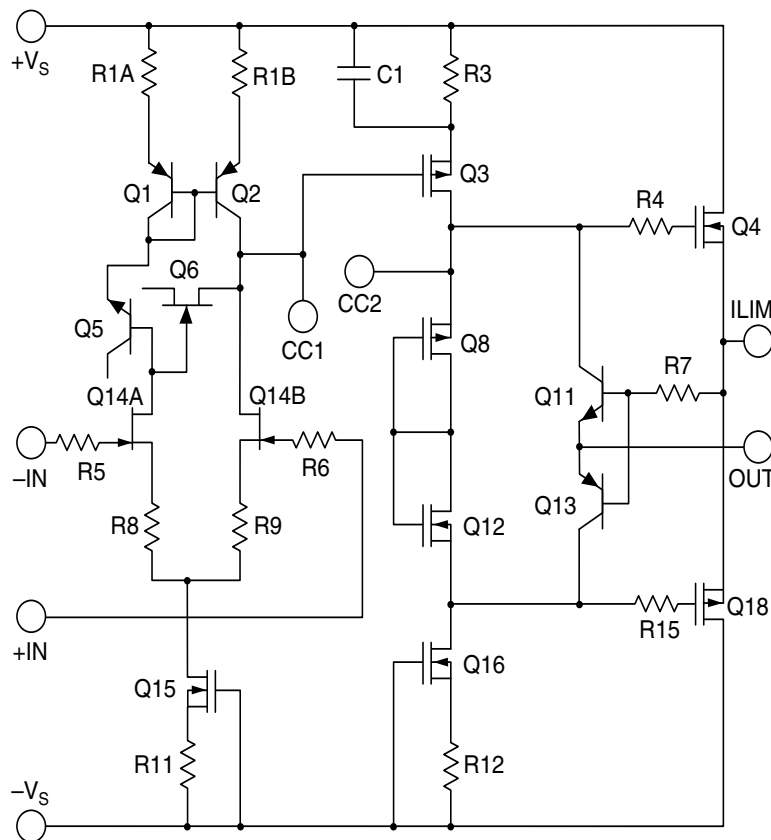 +VS
R1A
R1B
C1
R3
Q1
Q2
Q3
R4
Q4
Q6
Q5
CC1
CC2
ILIM
Q8
Q14A
Q14B
Q11
R7
–IN
R5
R6
OUT
R8
R9
Q12
Q13
+IN
R15
Q18
Q15
Q16
R11
R12
–VS